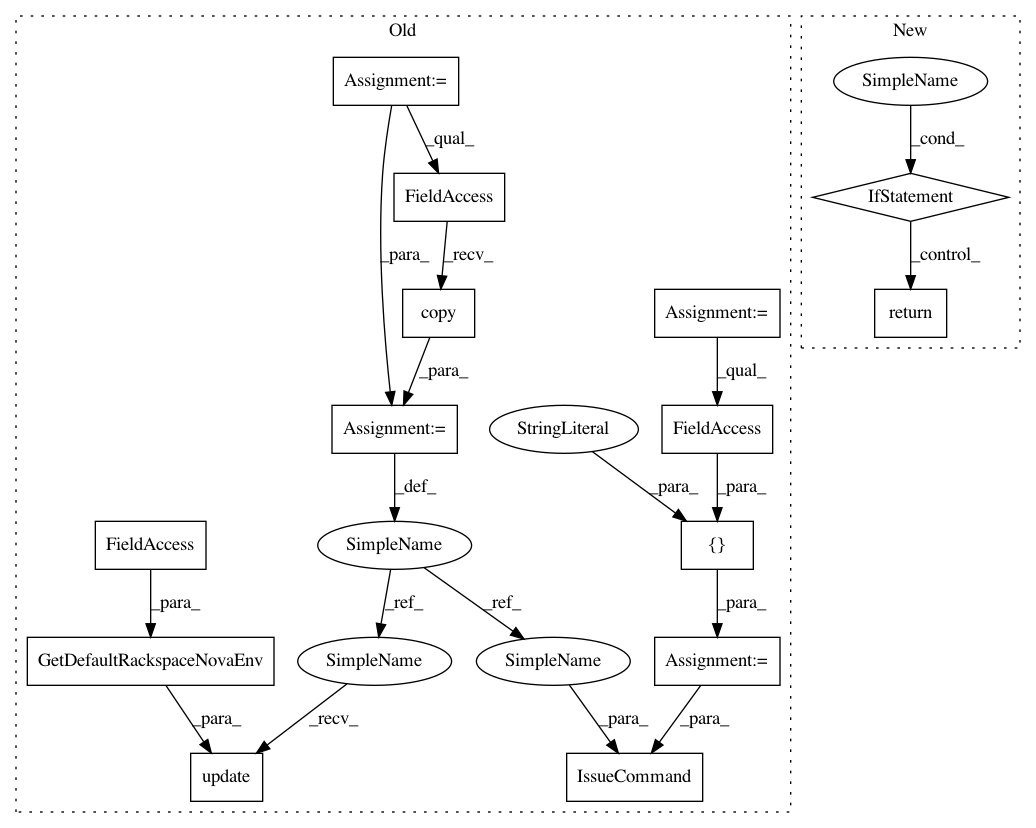 Old
New
Assignment:=
SimpleName
_qual_
_cond_
FieldAccess
IfStatement
_para_
_recv_
_control_
copy
Assignment:=
return
_para_
_qual_
Assignment:=
StringLiteral
FieldAccess
_def_
_para_
_para_
FieldAccess
SimpleName
{}
_para_
_ref_
_ref_
_para_
GetDefaultRackspaceNovaEnv
SimpleName
SimpleName
Assignment:=
_para_
_recv_
_para_
_para_
update
IssueCommand